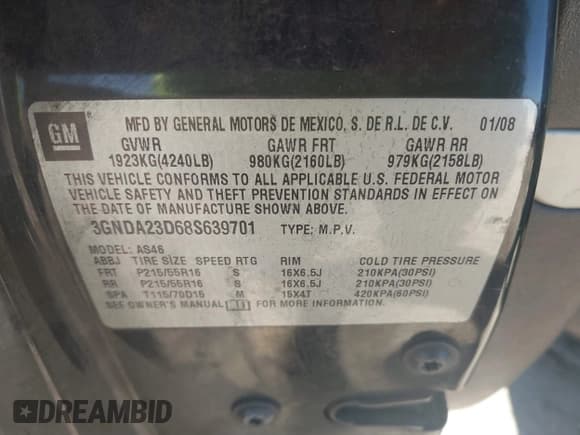 GM
MFD BY GENERAL MOTORS DE MEXICO, S. DE R.L. DE C.V. 01/08
GVWR GAWR FRT GAWR RR
1923KG(4240LB) 980KG(2160LB) 979KG(2158LB)
THIS VEHICLE CONFORMS TO ALL APPLICABLE U.S. FEDERAL MOTOR
VEHICLE SAFETY AND THEFT PREVENTION STANDARDS IN EFFECT ON
THE DATE OF MANUFACTURE SHOWN ABOVE.
3GNDA23D68S639701 TYPE: M.P.V.
MODEL: AS46
ABBJ TIRE SIZE SPEED RTG RIM COLD TIRE PRESSURE
FRT P215/55R16 S 16X6.5J 210KPA(30PSI)
RR P215/55R16 S 16X6.5J 210KPA(30PSI)
SPA T115/70D15 M 15X4T 420KPA(60PSI)
SEE OWNER'S MANUAL FOR MORE INFORMATION.
DREAMBID